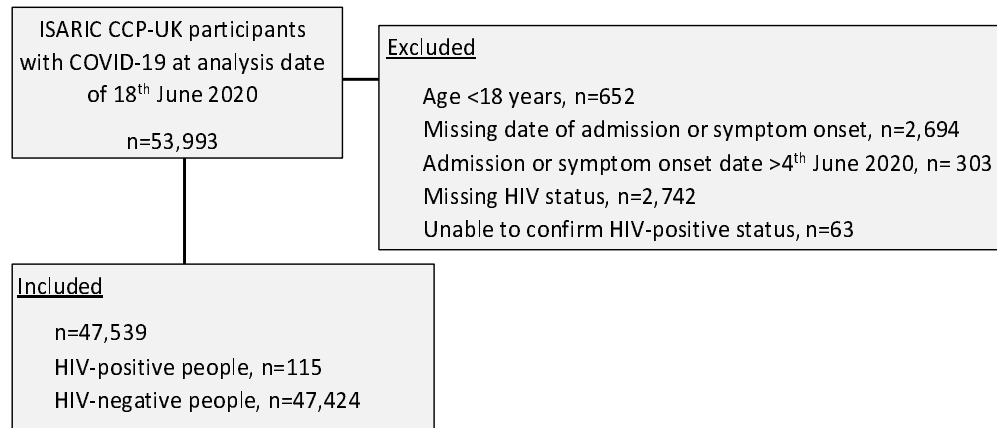 ISARIC CCP-UK participants
with COVID-19 at analysis date
of 18th June 2020
n=53,993
Excluded
Age <18 years, n=652
Missing date of admission or symptom onset, n=2,694
Admission or symptom onset date >4th June 2020, n= 303
Missing HIV status, n=2,742
Unable to confirm HIV-positive status, n=63
Included
n=47,539
HIV-positive people, n=115
HIV-negative people, n=47,424